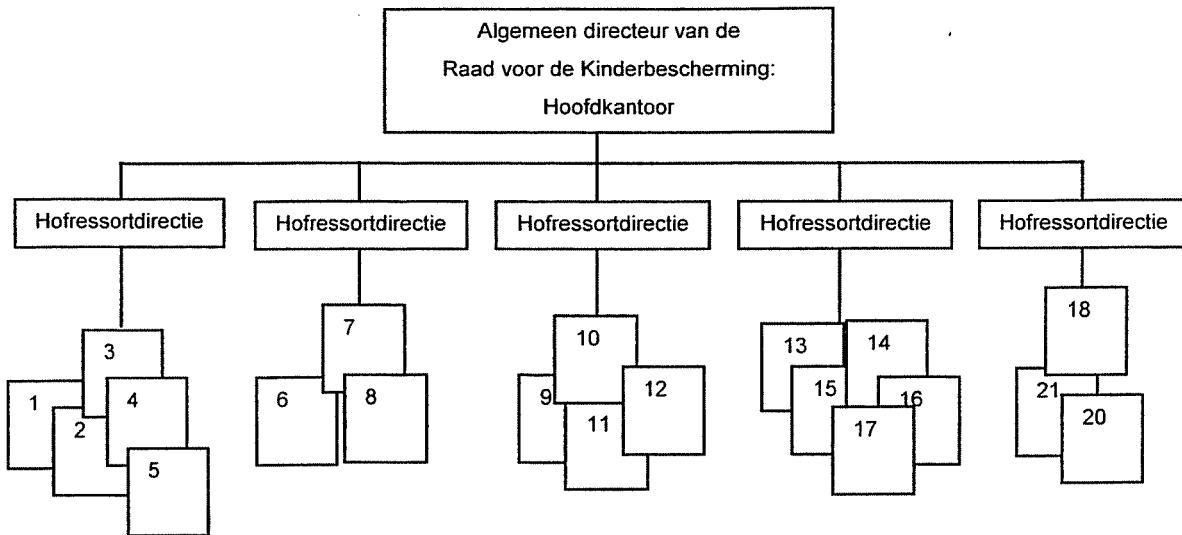 Algemeen directeur van de
Raad voor de Kinderbescherming:
Hoofdkantoor
Hofressortdirectie
Hofressortdirectie
Hofressortdirectie
Hofressortdirectie
Hofressortdirectie
1
2
3
4
5
6
7
8
9
10
11
12
13
14
15
16
17
18
21
20